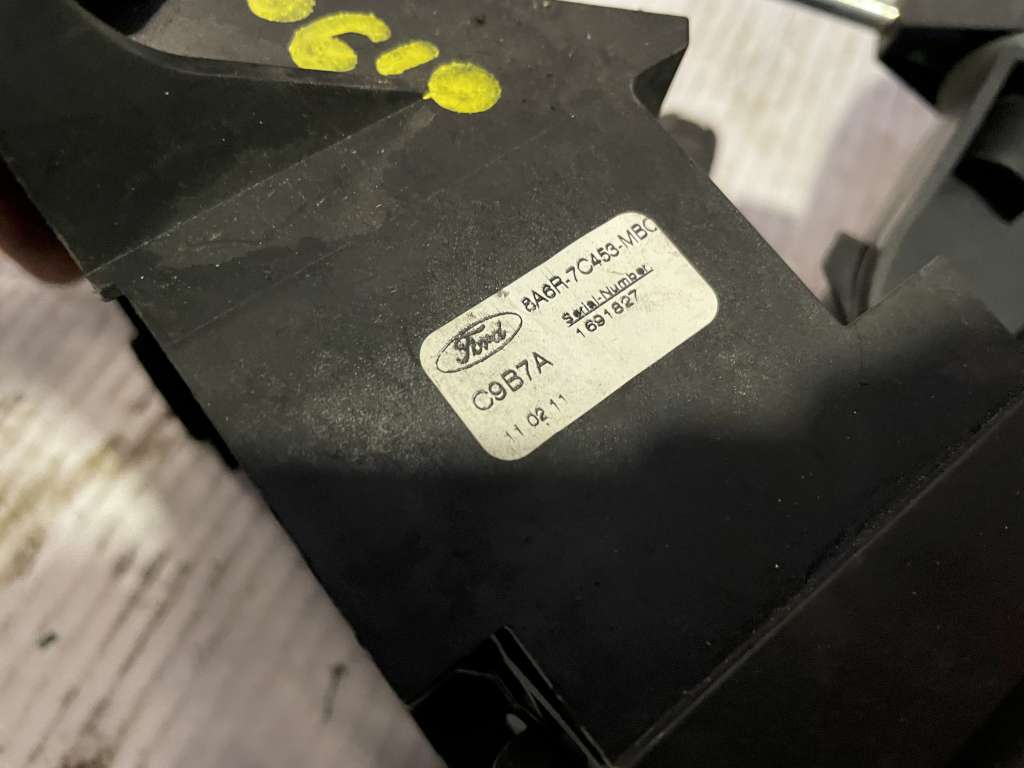 Ford
8A6R-7C453-MBC
Serial-Number
1691827
C9B7A
11 02 11